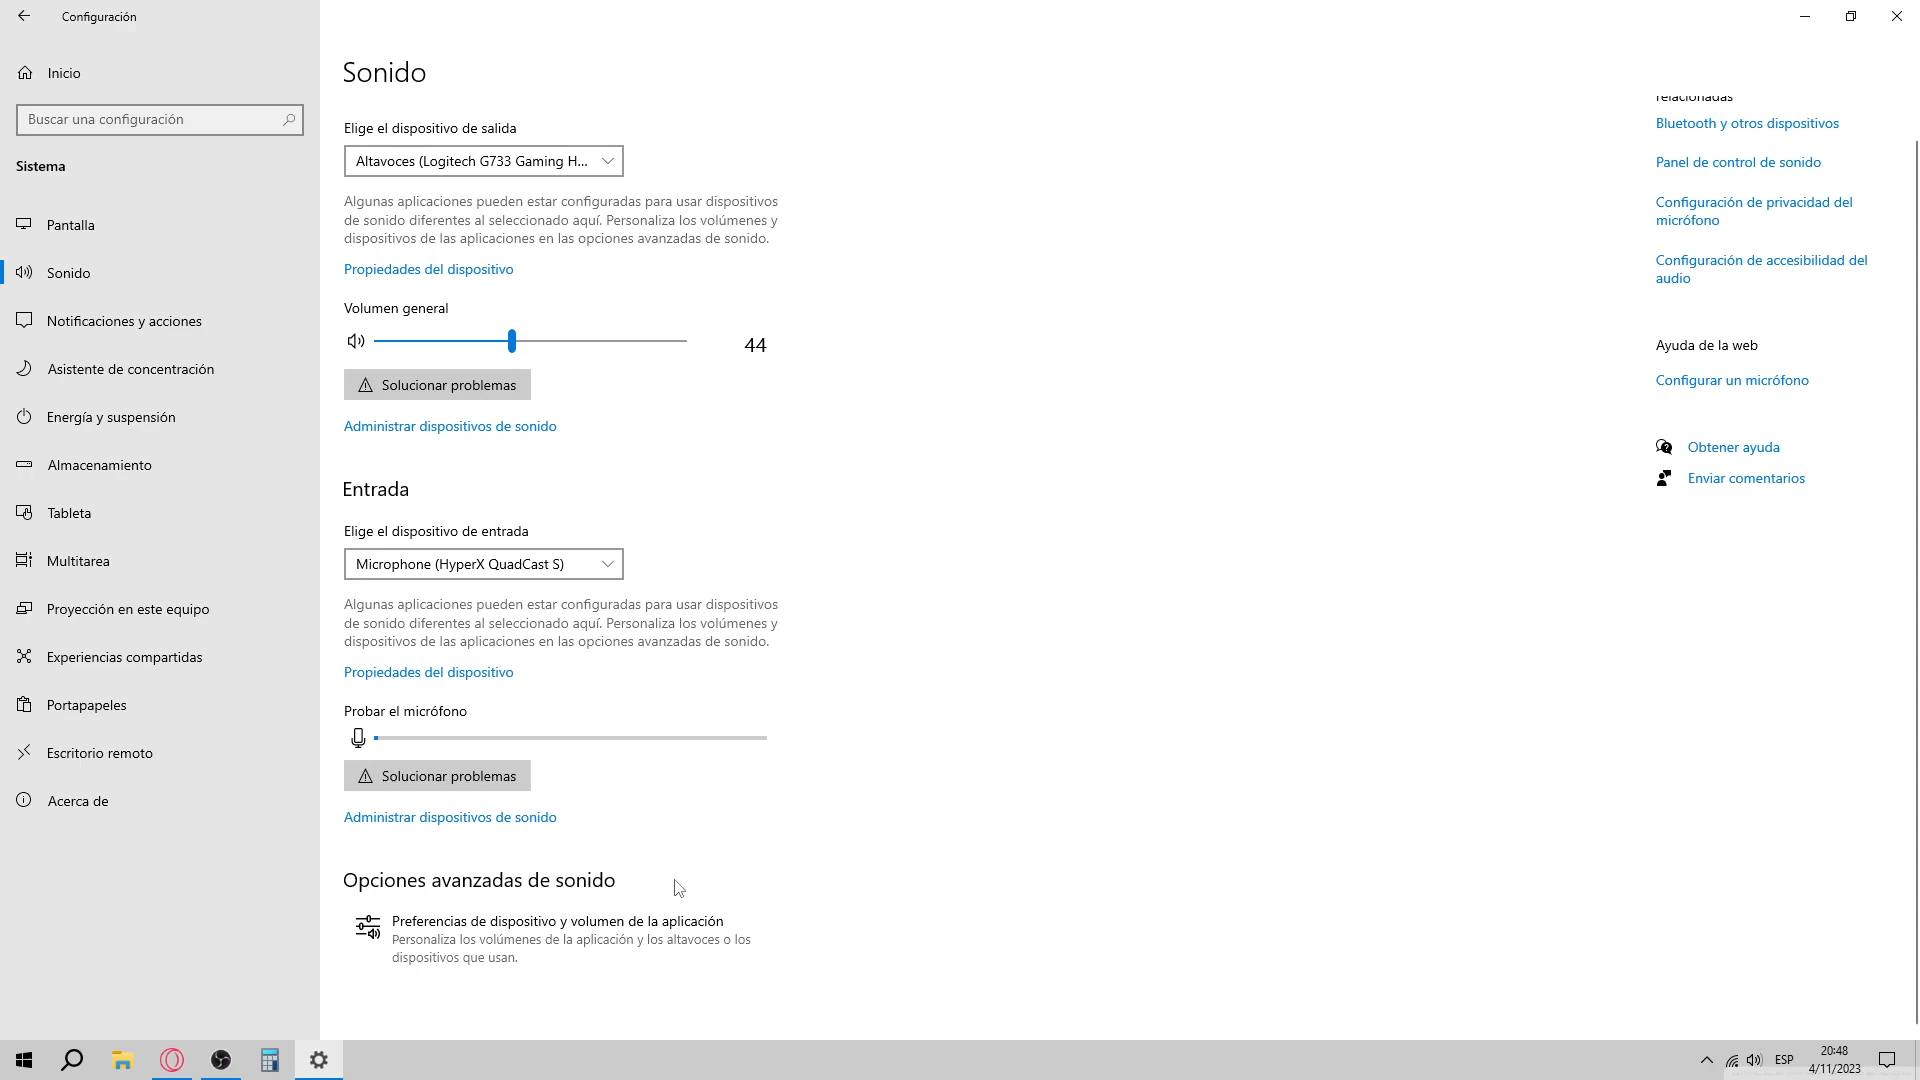 Configuración
Inicio
Buscar una configuración
Sistema
Pantalla
Sonido
Notificaciones y acciones
Asistente de concentración
Energía y suspensión
Almacenamiento
Tableta
Multitarea
Proyección en este equipo
Experiencias compartidas
Portapapeles
Escritorio remoto
Acerca de
Sonido
Elige el dispositivo de salida
Altavoces (Logitech G733 Gaming H...
Algunas aplicaciones pueden estar configuradas para usar dispositivos
de sonido diferentes al seleccionado aquí. Personaliza los volúmenes y
dispositivos de las aplicaciones en las opciones avanzadas de sonido.
Propiedades del dispositivo
Volumen general
44
Solucionar problemas
Administrar dispositivos de sonido
Entrada
Elige el dispositivo de entrada
Microphone (HyperX QuadCast S)
Algunas aplicaciones pueden estar configuradas para usar dispositivos
de sonido diferentes al seleccionado aquí. Personaliza los volúmenes y
dispositivos de las aplicaciones en las opciones avanzadas de sonido.
Propiedades del dispositivo
Probar el micrófono
Solucionar problemas
Administrar dispositivos de sonido
Opciones avanzadas de sonido
Preferencias de dispositivo y volumen de la aplicación
Personaliza los volúmenes de la aplicación y los altavoces o los
dispositivos que usan.
relacionadas
Bluetooth y otros dispositivos
Panel de control de sonido
Configuración de privacidad del
micrófono
Configuración de accesibilidad del
audio
Ayuda de la web
Configurar un micrófono
Obtener ayuda
Enviar comentarios
ESP
20:48
4/11/2023